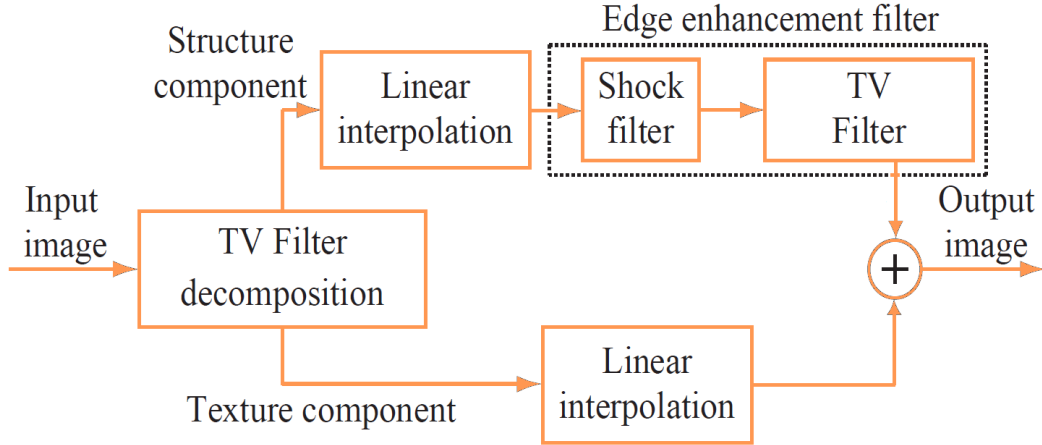 Edge enhancement filter
Structure
component
Linear
interpolation
Shock
filter
TV
Filter
Input
image
TV Filter
decomposition
+
Output
image
Linear
interpolation
Texture component